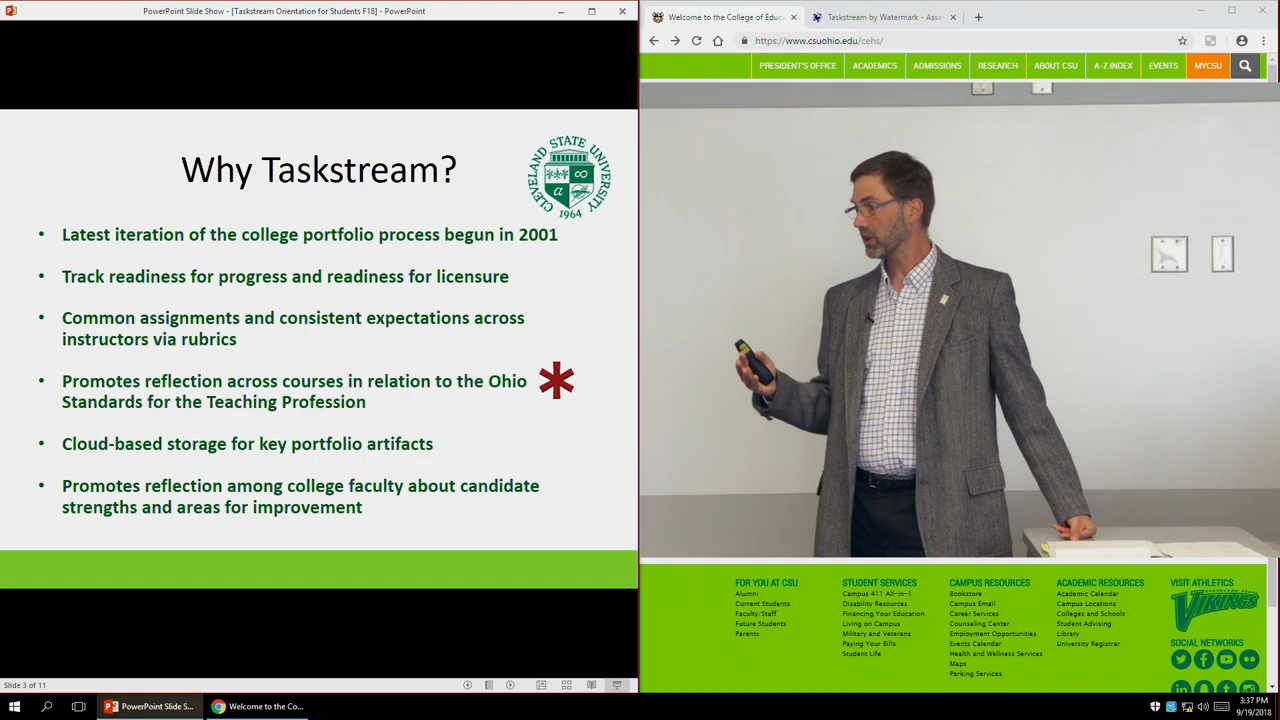 PowerPoint Slide Show - [Taskstream Orientation for Students F18] - PowerPoint
Why Taskstream?
CLEVELAND STATE UNIVERSITY
1964
• Latest iteration of the college portfolio process begun in 2001
• Track readiness for progress and readiness for licensure
• Common assignments and consistent expectations across
instructors via rubrics
• Promotes reflection across courses in relation to the Ohio
Standards for the Teaching Profession
• Cloud-based storage for key portfolio artifacts
• Promotes reflection among college faculty about candidate
strengths and areas for improvement
Slide 3 of 11
Welcome to the College of Educ
Taskstream by Watermark - Asse
https://www.csuohio.edu/cehs/
PRESIDENT'S OFFICE
ACADEMICS
ADMISSIONS
RESEARCH
ABOUT CSU
A-Z INDEX
EVENTS
MYCSU
FOR YOU AT CSU
Alumni
Current Students
Faculty/Staff
Future Students
Parents
STUDENT SERVICES
Campus 411 All-in-1
Disability Resources
Financing Your Education
Living on Campus
Military and Veterans
Paying Your Bills
Student Life
CAMPUS RESOURCES
Bookstore
Campus Email
Career Services
Counseling Center
Employment Opportunities
Events Calendar
Health and Wellness Services
Maps
Parking Services
ACADEMIC RESOURCES
Academic Calendar
Campus Locations
Colleges and Schools
Student Advising
Library
University Registrar
VISIT ATHLETICS
VIKINGS
SOCIAL NETWORKS
PowerPoint Slide S...
Welcome to the Co...
3:37 PM
9/19/2018